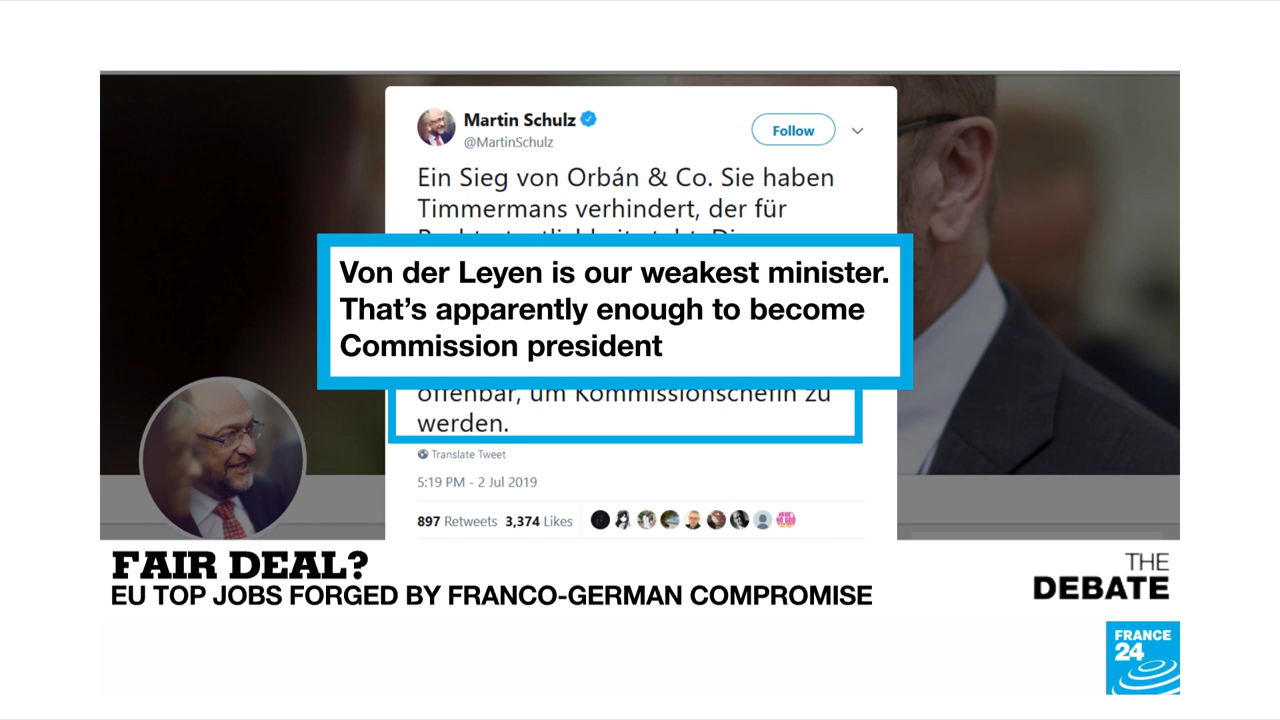 Martin Schulz
@MartinSchulz
Follow
Ein Sieg von Orbán & Co. Sie haben
Timmermans verhindert, der für
Von der Leyen is our weakest minister.
That's apparently enough to become
Commission president
offenbar, um Kommissionschefin zu
werden.
Translate Tweet
5:19 PM - 2 Jul 2019
897 Retweets 3,374 Likes
FAIR DEAL?
EU TOP JOBS FORGED BY FRANCO-GERMAN COMPROMISE
THE
DEBATE
FRANCE
24